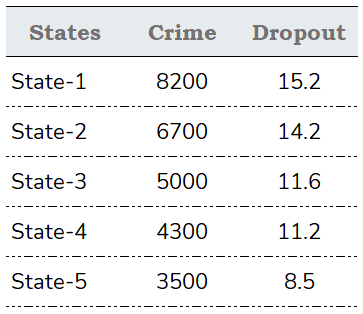 States Crime Dropout
State-1 8200 15.2
State-2 6700 14.2
State-3 5000 11.6
State-4 4300 11.2
State-5 3500 8.5